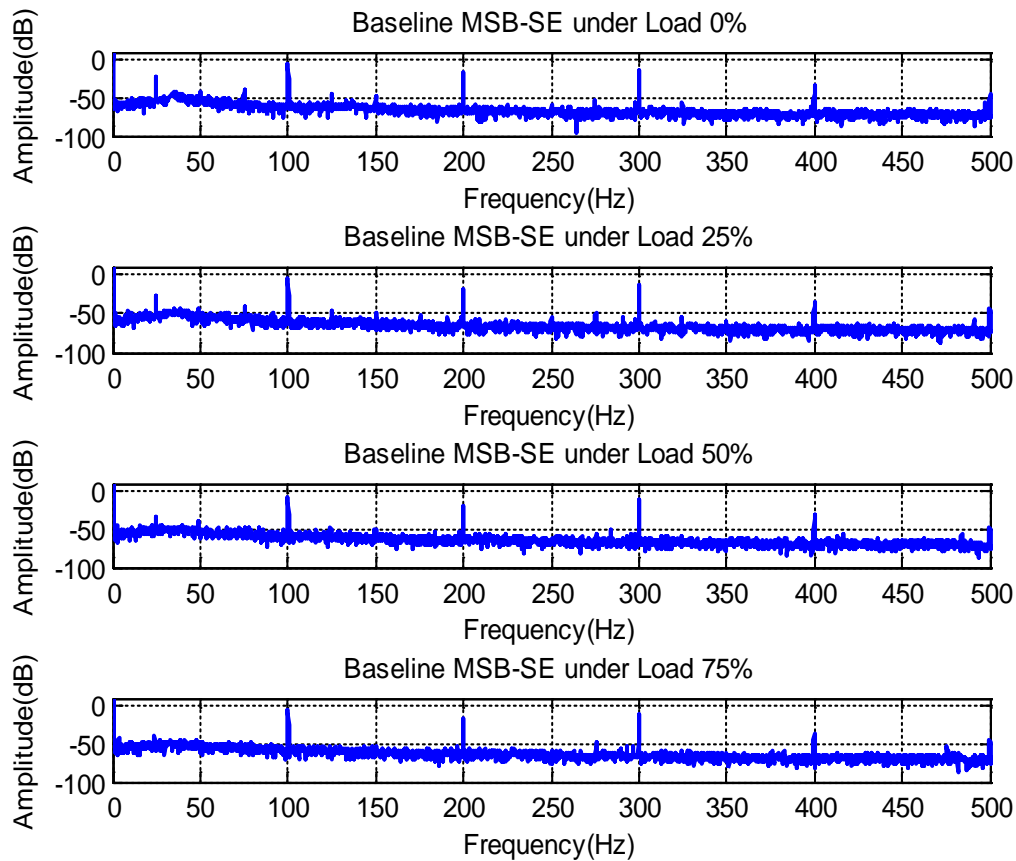 Baseline MSB-SE under Load 0%
Amplitude(dB)
0
-50
-100
0 50 100 150 200 250 300 350 400 450 500
Frequency(Hz)
Baseline MSB-SE under Load 25%
Amplitude(dB)
0
-50
-100
0 50 100 150 200 250 300 350 400 450 500
Frequency(Hz)
Baseline MSB-SE under Load 50%
Amplitude(dB)
0
-50
-100
0 50 100 150 200 250 300 350 400 450 500
Frequency(Hz)
Baseline MSB-SE under Load 75%
Amplitude(dB)
0
-50
-100
0 50 100 150 200 250 300 350 400 450 500
Frequency(Hz)